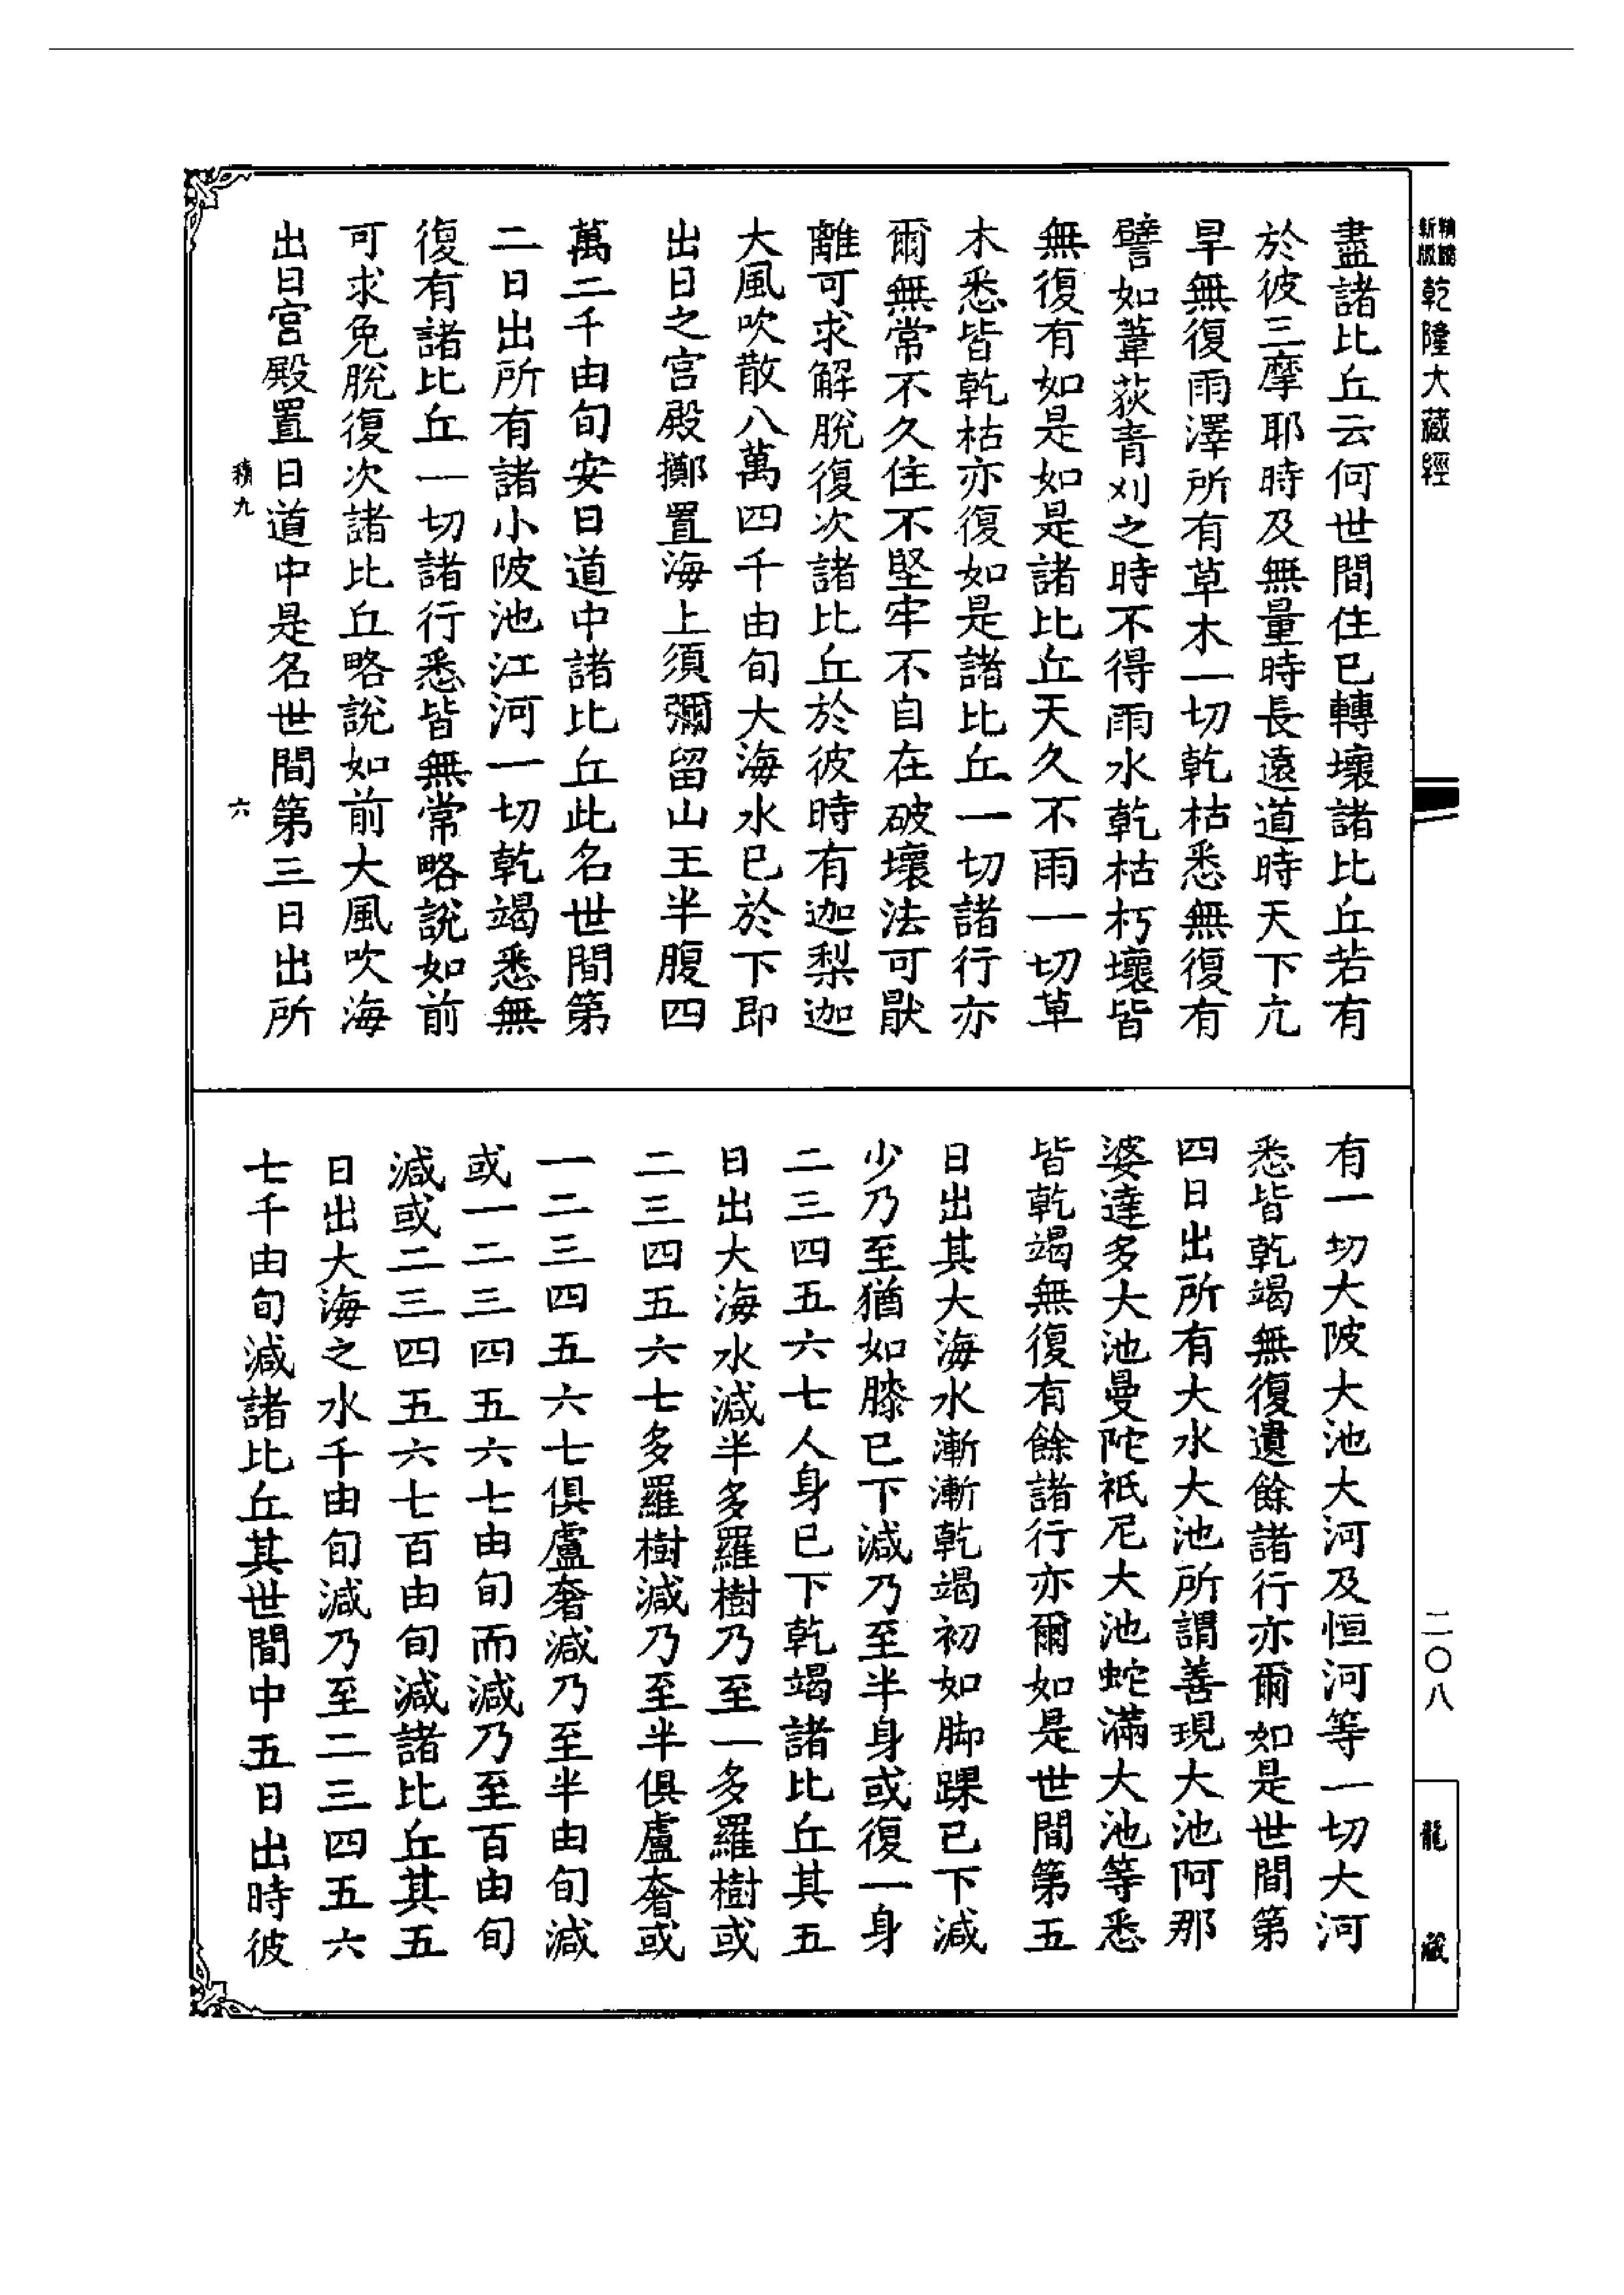 精鐫
新版
乾隆大藏經
盡諸比丘云何世間住已轉壞諸比丘若有
於彼三摩耶時及無量時長遠道時天下亢
旱無復雨澤所有草木一切乾枯悉無復有
譬如葦荻青刈之時不得雨水乾枯朽壞皆
無復有如是如是諸比丘天久不雨一切草
木悉皆乾枯亦復如是諸比丘一切諸行亦
爾無常不久住不堅牢不自在破壞法可猒
離可求解脫復次諸比丘於彼時有迦梨迦
大風吹散八萬四千由旬大海水已於下即
出日之宮殿擲置海上須彌留山王半腹四
萬二千由旬安日道中諸比丘此名世間第
二日出所有諸小陂池江河一切乾竭悉無
復有諸比丘一切諸行悉皆無常略說如前
可求免脫復次諸比丘略說如前大風吹海
出日宮殿置日道中是名世間第三日出所
積九
六
有一切大陂大池大河及恒河等一切大河
悉皆乾竭無復遺餘諸行亦爾如是世間第
四日出所有大水大池所謂善現大池阿那
婆達多大池曼陀祇尼大池蛇滿大池等悉
皆乾竭無復有餘諸行亦爾如是世間第五
日出其大海水漸漸乾竭初如脚踝已下減
少乃至猶如膝已下減乃至半身或復一身
二三四五六七人身已下乾竭諸比丘其五
日出大海水減半多羅樹乃至一多羅樹或
二三四五六七多羅樹減乃至半俱盧奢或
一二三四五六七俱盧奢減乃至半由旬減
或一二三四五六七由旬而減乃至百由旬
減或二三四五六七百由旬減諸比丘其五
日出大海之水千由旬減乃至二三四五六
七千由旬減諸比丘其世間中五日出時彼
二〇八
龍藏